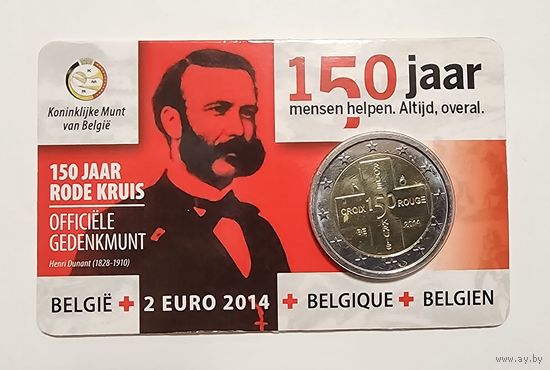 Koninklijke Munt
van België
150 JAAR
RODE KRUIS
OFFICIËLE
GEDENKMUNT
Henri Dunant (1828-1910)
150 jaar
mensen helpen. Altijd, overal.
CROIX 150 ROUGE
BE
2014
BELGIË + 2 EURO 2014 + BELGIQUE + BELGIEN
www.ay.by